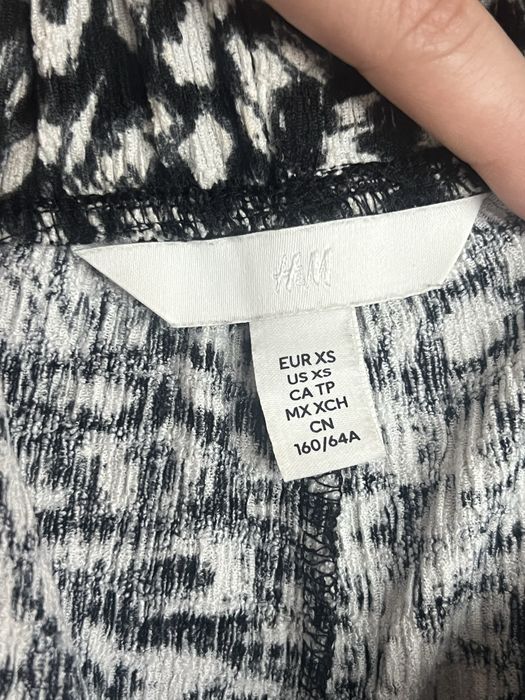 H&M
EUR XS
US XS
CA TP
MX XCH
CN
160/64A